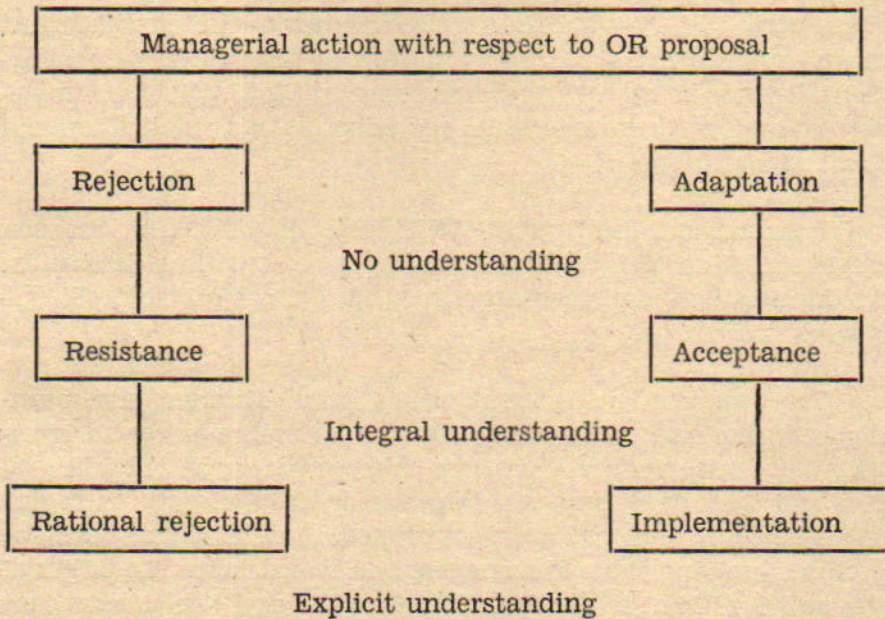 Managerial action with respect to OR proposal
Rejection
Adaptation
No understanding
Resistance
Acceptance
Integral understanding
Rational rejection
Implementation
Explicit understanding